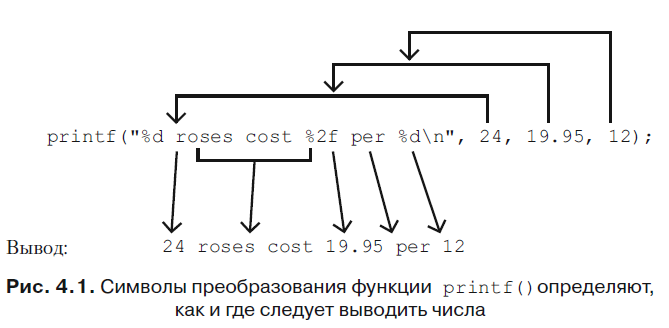 printf("%d roses cost %2f per %d\n", 24, 19.95, 12);
Вывод: 24 roses cost 19.95 per 12
Рис. 4.1. Символы преобразования функции printf() определяют,
как и где следует выводить числа